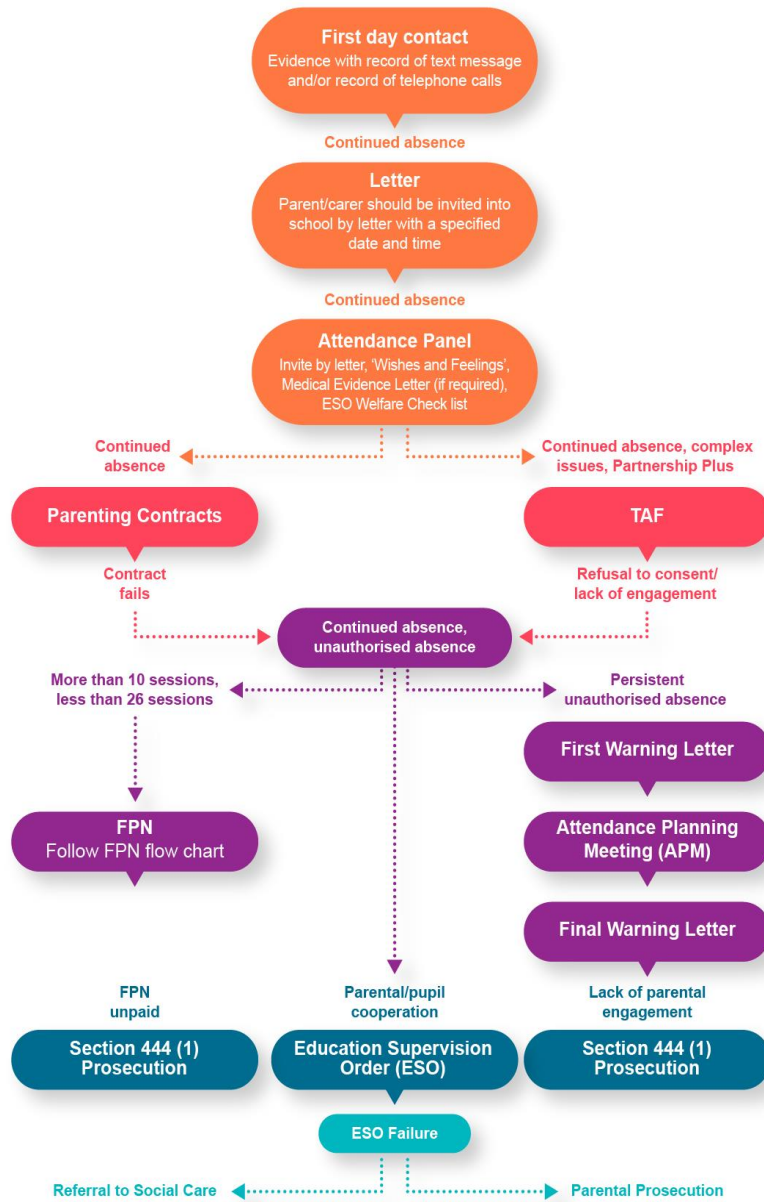 First day contact
Evidence with record of text message
and/or record of telephone calls
Continued absence
Letter
Parent/carer should be invited into
school by letter with a specified
date and time
Continued absence
Attendance Panel
Invite by letter, ‘Wishes and Feelings’,
Medical Evidence Letter (if required),
ESO Welfare Check list
Continued
absence
Continued absence, complex
issues, Partnership Plus
Parenting Contracts
TAF
Contract
fails
Refusal to consent/
lack of engagement
Continued absence,
unauthorised absence
More than 10 sessions,
less than 26 sessions
Persistent
unauthorised absence
First Warning Letter
FPN
Follow FPN flow chart
Attendance Planning
Meeting (APM)
Final Warning Letter
FPN
unpaid
Parental/pupil
cooperation
Lack of parental
engagement
Section 444 (1)
Prosecution
Education Supervision
Order (ESO)
Section 444 (1)
Prosecution
ESO Failure
Referral to Social Care
Parental Prosecution